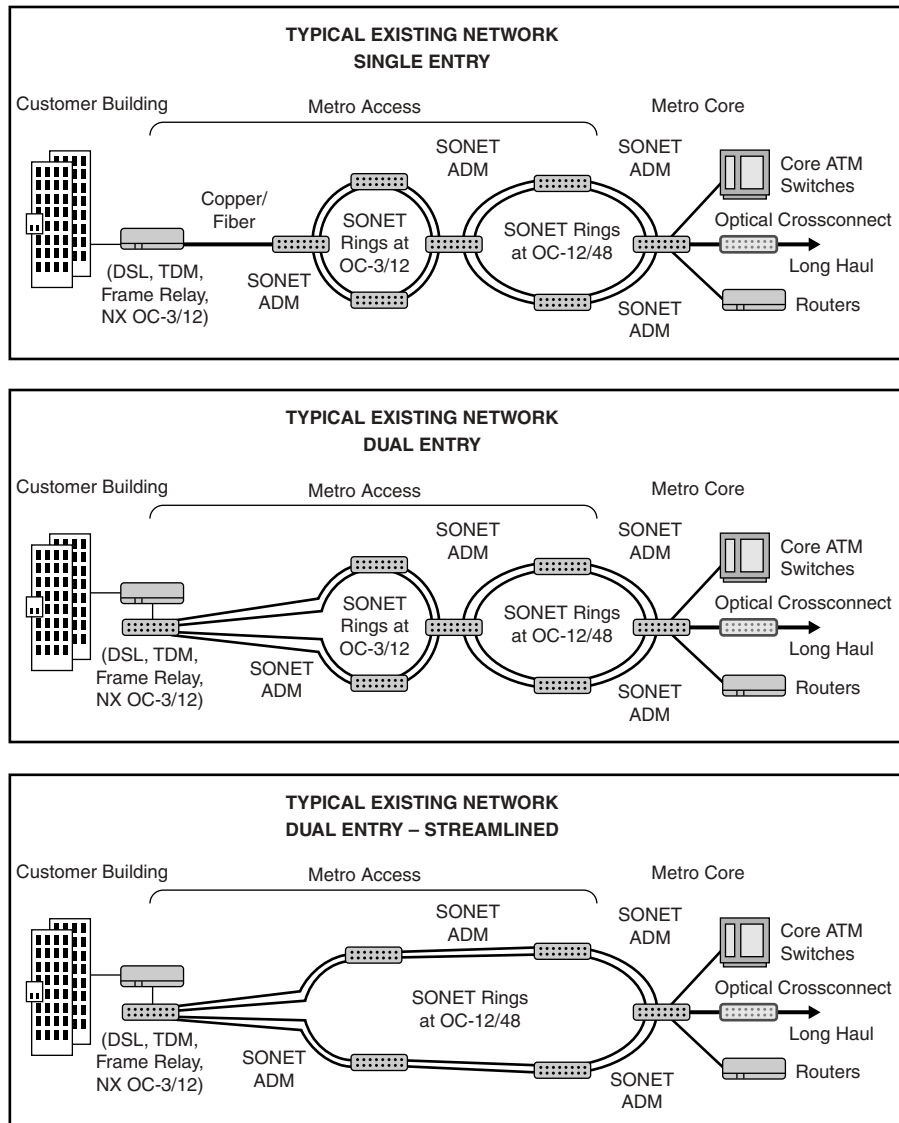 TYPICAL EXISTING NETWORK
SINGLE ENTRY
Customer Building
Metro Access
Metro Core
SONET
ADM
SONET
ADM
Core ATM
Switches
Copper/
Fiber
SONET
Rings at
OC-3/12
SONET Rings
at OC-12/48
Optical Crossconnect
Long Haul
(DSL, TDM,
Frame Relay,
NX OC-3/12)
SONET
ADM
SONET
ADM
Routers
TYPICAL EXISTING NETWORK
DUAL ENTRY
Customer Building
Metro Access
Metro Core
SONET
ADM
SONET
ADM
Core ATM
Switches
SONET
Rings at
OC-3/12
SONET Rings
at OC-12/48
Optical Crossconnect
Long Haul
(DSL, TDM,
Frame Relay,
NX OC-3/12)
SONET
ADM
SONET
ADM
Routers
TYPICAL EXISTING NETWORK
DUAL ENTRY – STREAMLINED
Customer Building
Metro Access
Metro Core
SONET
ADM
SONET
ADM
Core ATM
Switches
SONET Rings
at OC-12/48
Optical Crossconnect
Long Haul
(DSL, TDM,
Frame Relay,
NX OC-3/12)
SONET
ADM
SONET
ADM
Routers